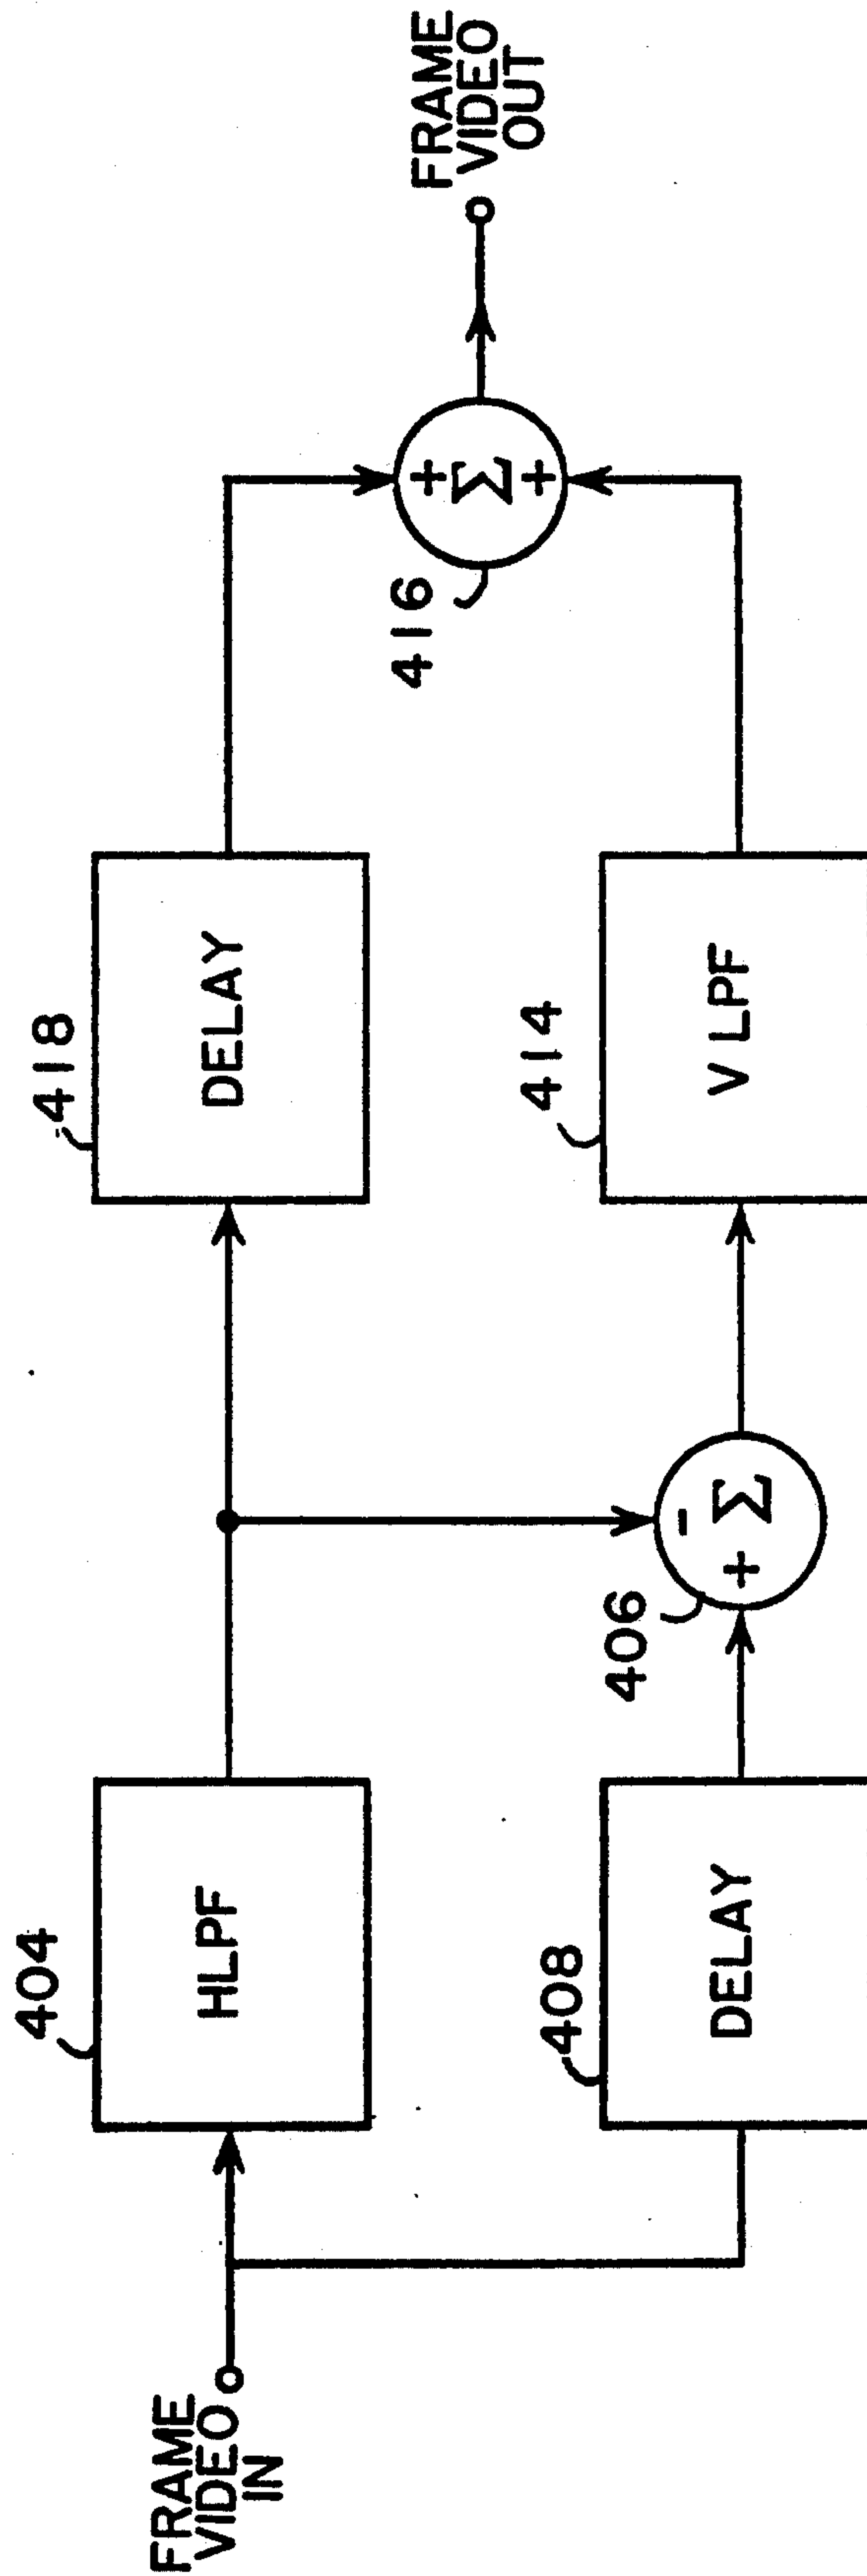 FRAME
VIDEO
IN
404
HLPF
408
DELAY
406
+
-
Σ
418
DELAY
414
V LPF
416
+
Σ
+
FRAME
VIDEO
OUT